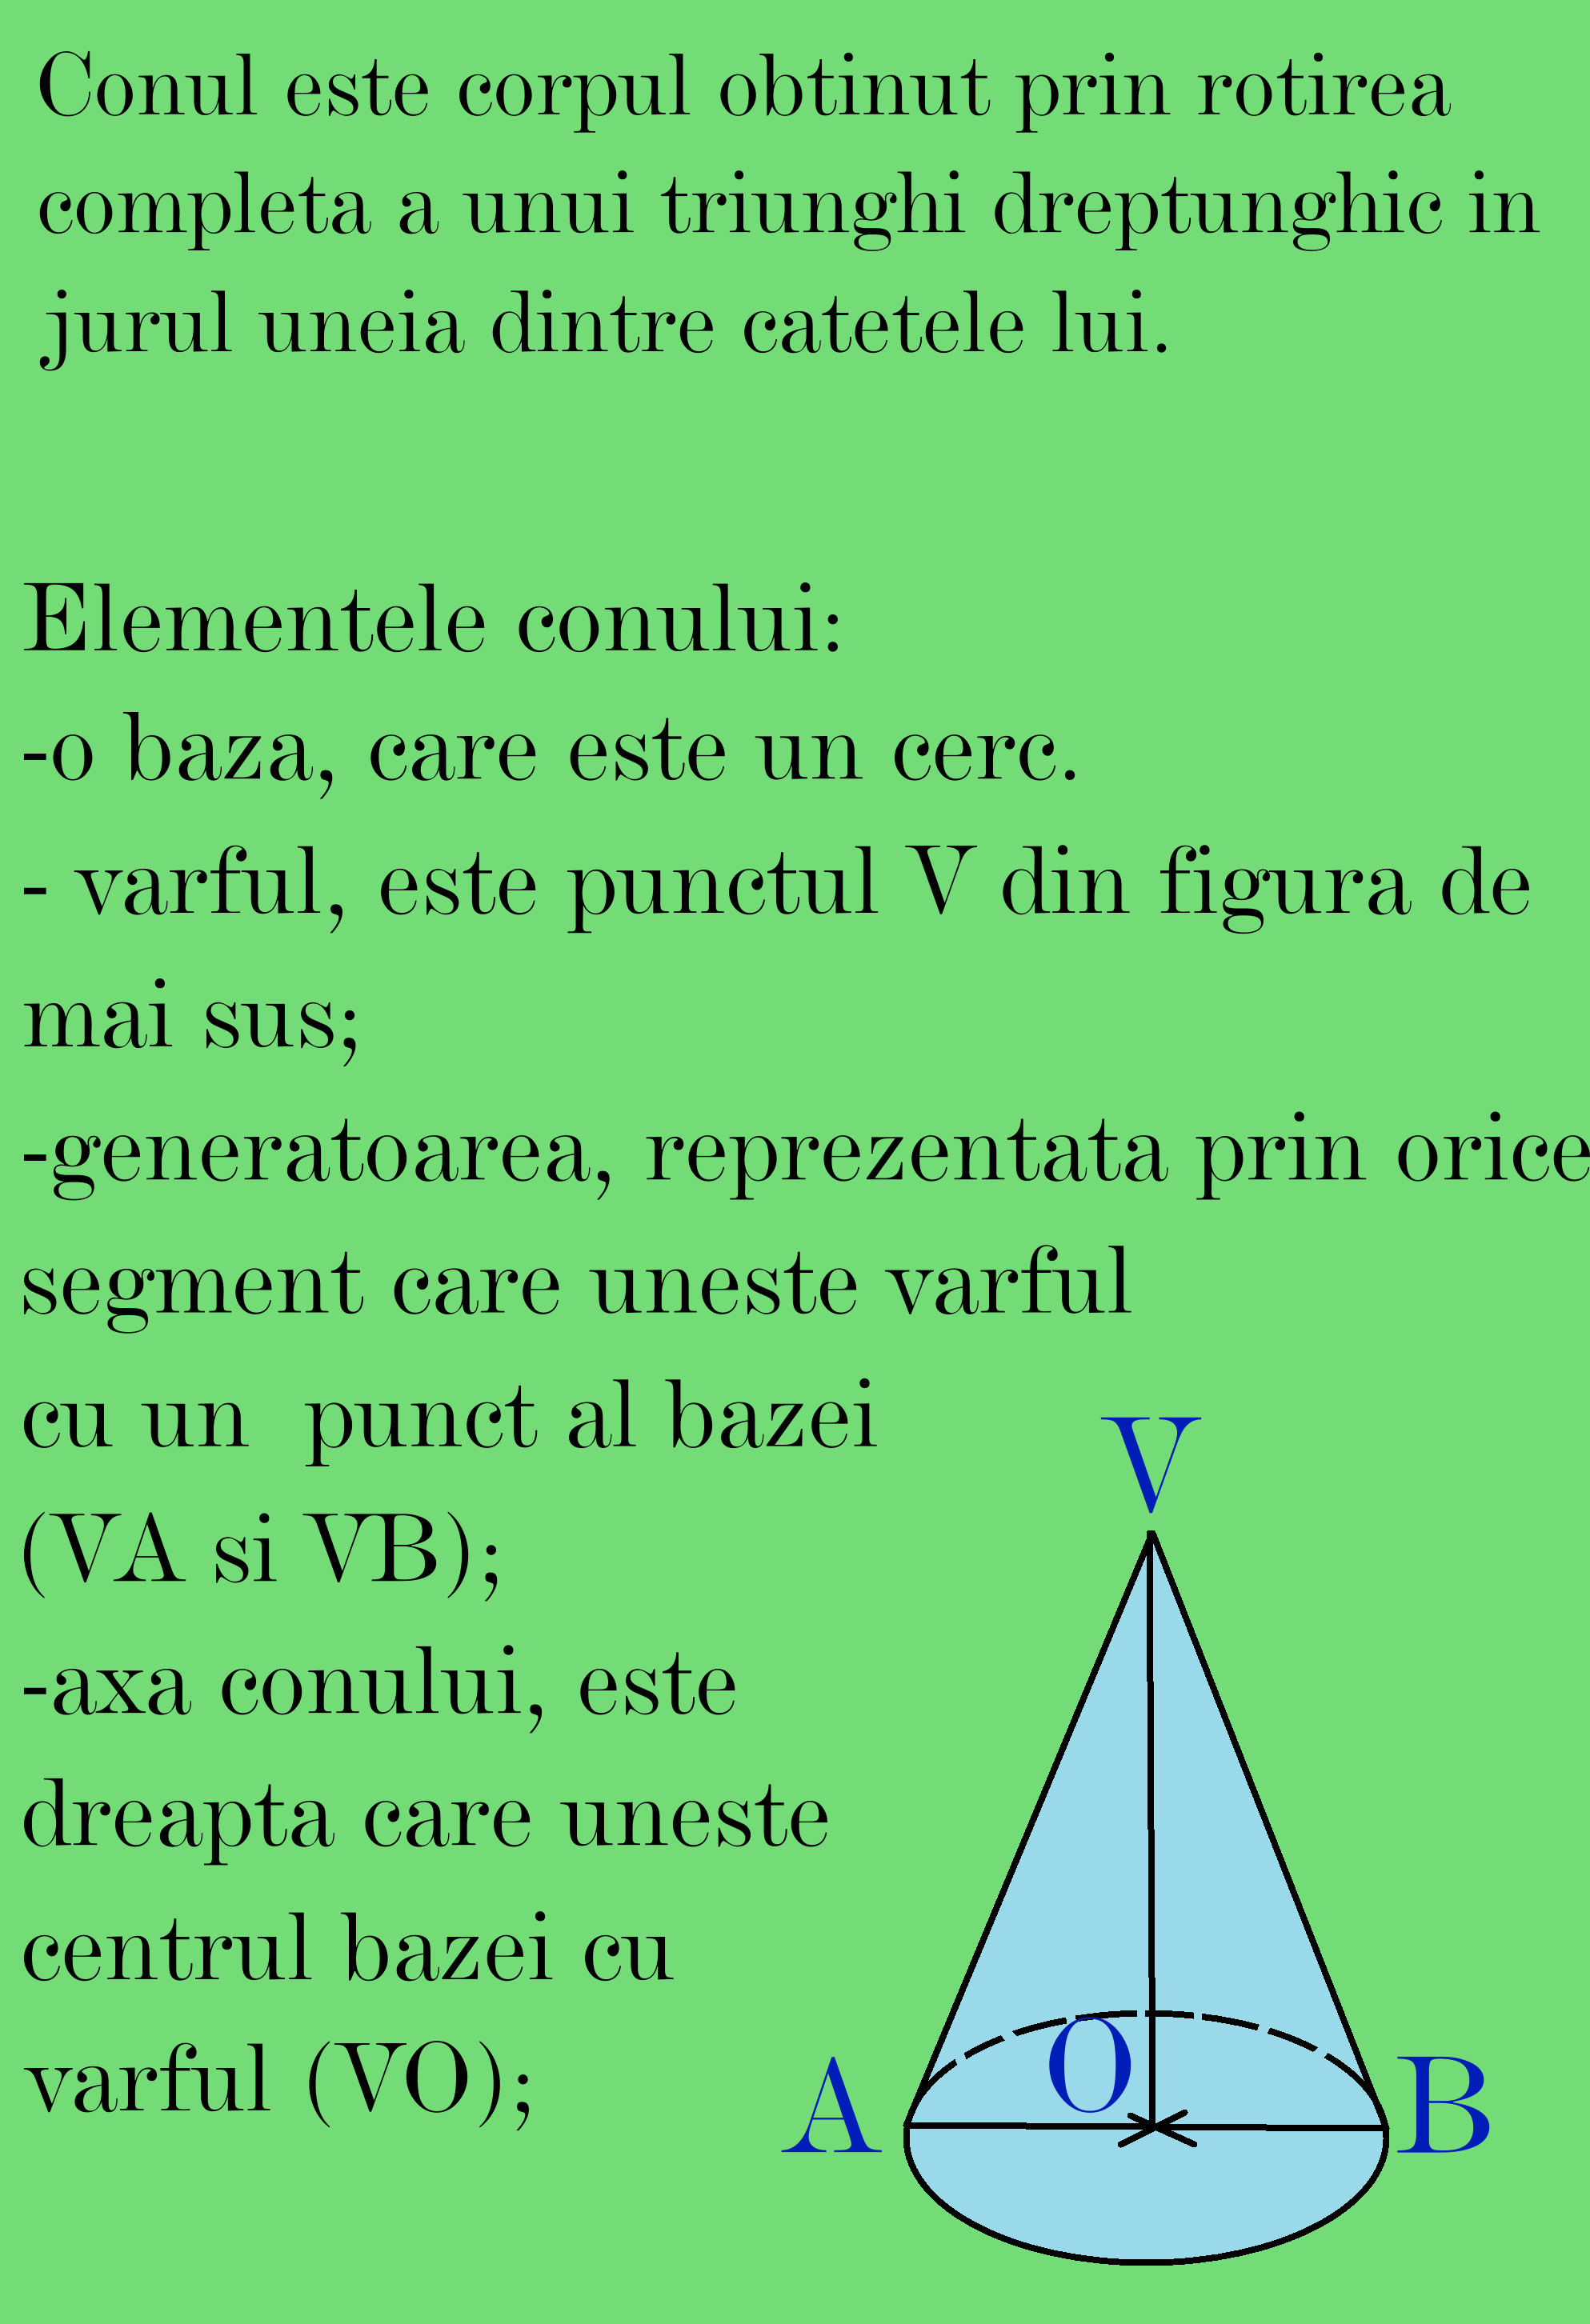 Conul este corpul obtinut prin rotirea
completa a unui triunghi dreptunghic in
jurul uneia dintre catetele lui.
Elementele conului:
-o baza, care este un cerc.
- varful, este punctul V din figura de
mai sus;
-generatoarea, reprezentata prin orice
segment care uneste varful
cu un  punct al bazei
(VA si VB);
-axa conului, este
dreapta care uneste
centrul bazei cu
varful (VO);
V
O
A
B